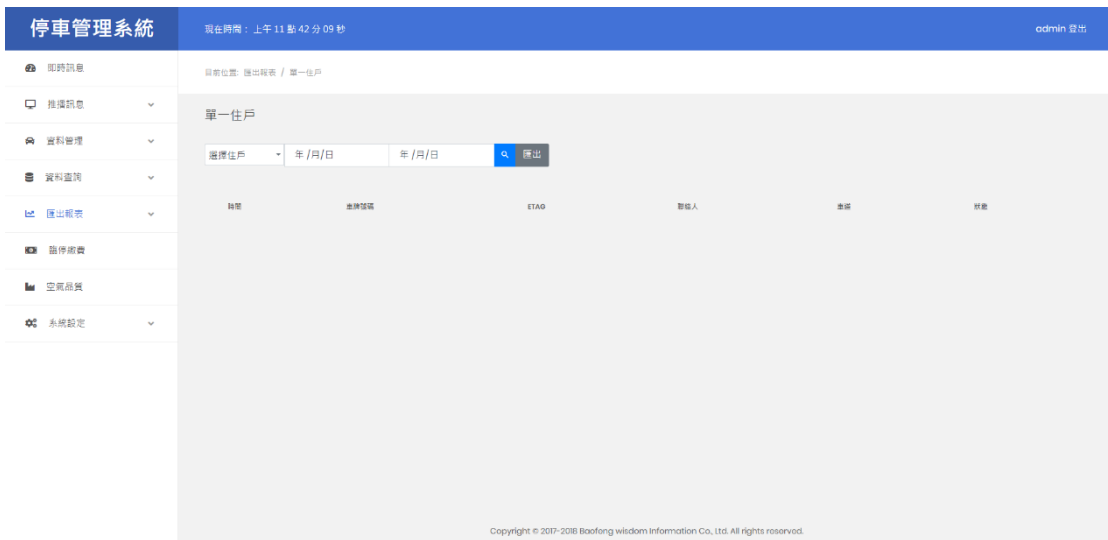 停車管理系統
現在時間： 上午 11 點 42 分 09 秒
admin 登出
即時訊息
目前位置: 匯出報表 / 單一住戶
推播訊息
單一住戶
資料管理
選擇住戶 年 /月/日 年 /月/日 匯出
資料查詢
時間 車牌號碼 ETAG 聯絡人 車道 狀態
匯出報表
臨停繳費
空氣品質
系統設定
Copyright © 2017-2018 Baofong wisdom Information Co., Ltd. All rights reserved.